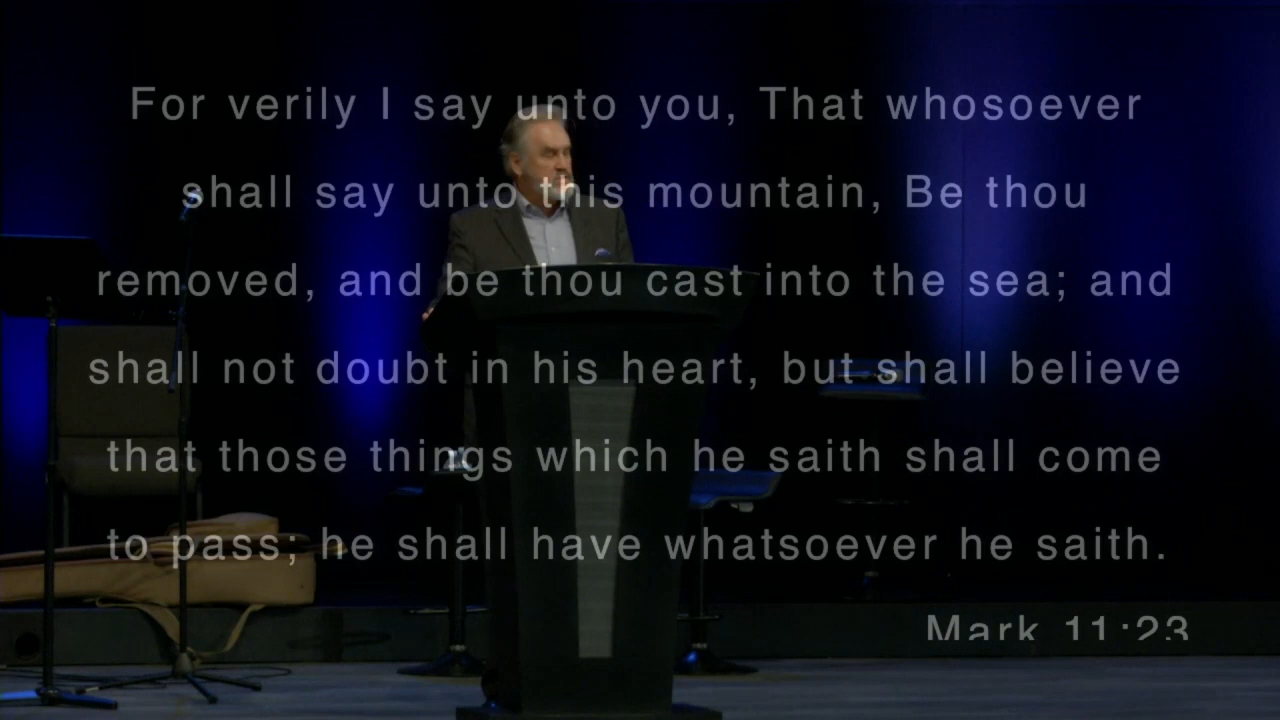 For verily I say unto you, That whosoever
shall say unto this mountain, Be thou
removed, and be thou cast into the sea; and
shall not doubt in his heart, but shall believe
that those things which he saith shall come
to pass; he shall have whatsoever he saith.
Mark 11:23